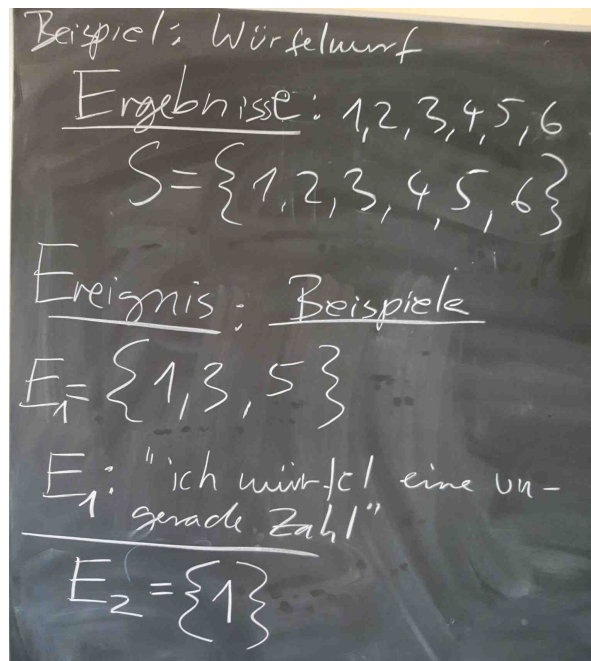 Beispiel: Würfelwurf
Ergebnisse: 1,2,3,4,5,6
S={1,2,3,4,5,6}
Ereignis: Beispiele
E₁={1,3,5}
E₁: "ich würfel eine un-
gerade Zahl"
E₂={1}